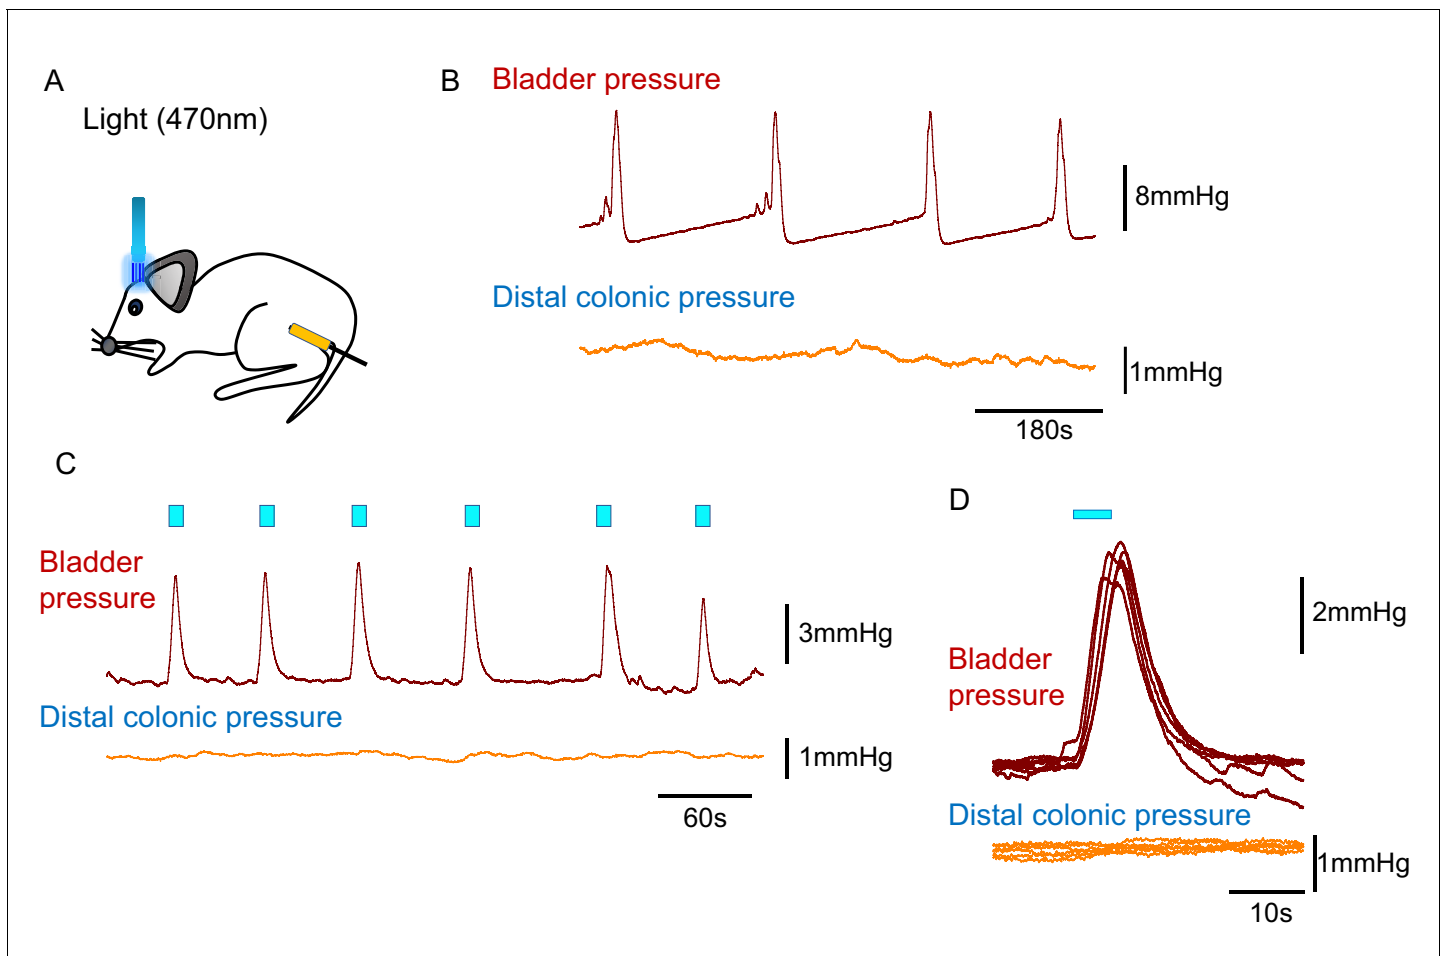 A
Light (470nm)
B
Bladder pressure
8mmHg
Distal colonic pressure
1mmHg
180s
C
Bladder
pressure
3mmHg
Distal colonic pressure
1mmHg
60s
D
2mmHg
Bladder
pressure
Distal colonic pressure
1mmHg
10s